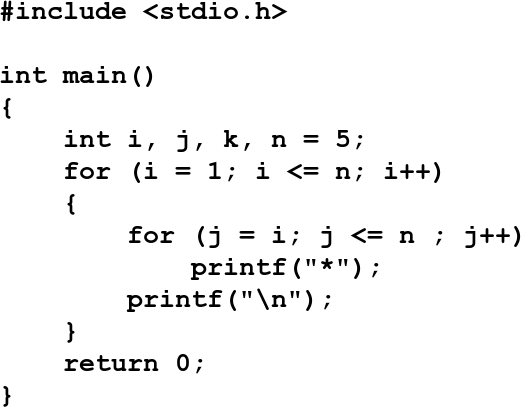 #include <stdio.h>

int main()
{
    int i, j, k, n = 5;
    for (i = 1; i <= n; i++)
    {
        for (j = i; j <= n ; j++)
            printf("*");
        printf("\n");
    }
    return 0;
}